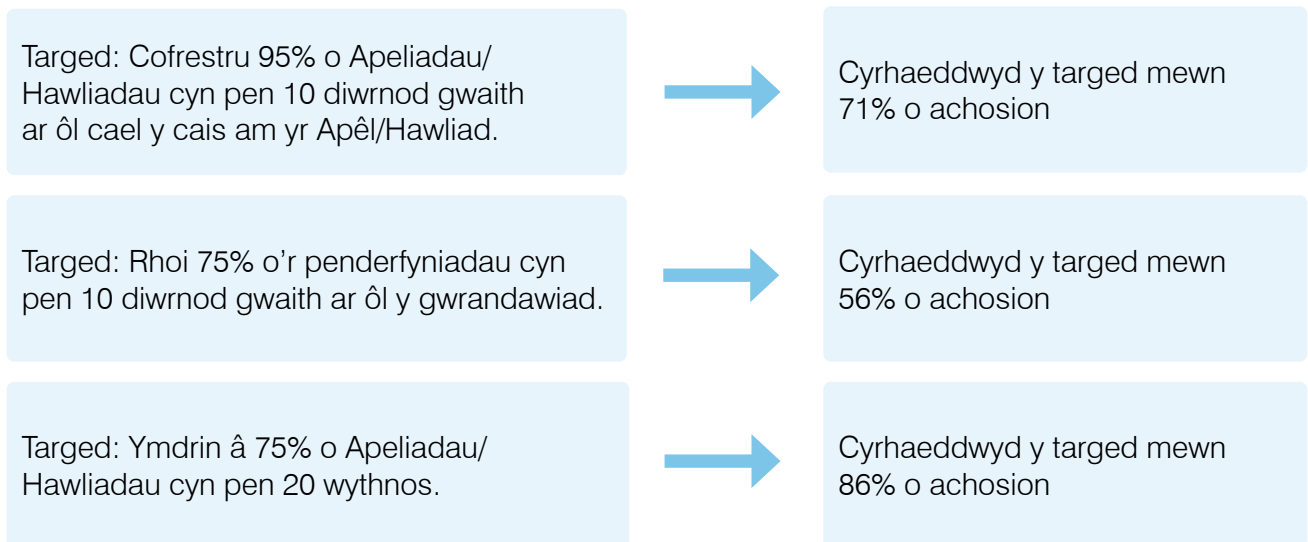 Targed: Cofrestru 95% o Apeliadau/
Hawliadau cyn pen 10 diwrnod gwaith
ar ôl cael y cais am yr Apêl/Hawliad.
Cyrhaeddwyd y targed mewn
71% o achosion
Targed: Rhoi 75% o’r penderfyniadau cyn
pen 10 diwrnod gwaith ar ôl y gwrandawiad.
Cyrhaeddwyd y targed mewn
56% o achosion
Targed: Ymdrin â 75% o Apeliadau/
Hawliadau cyn pen 20 wythnos.
Cyrhaeddwyd y targed mewn
86% o achosion